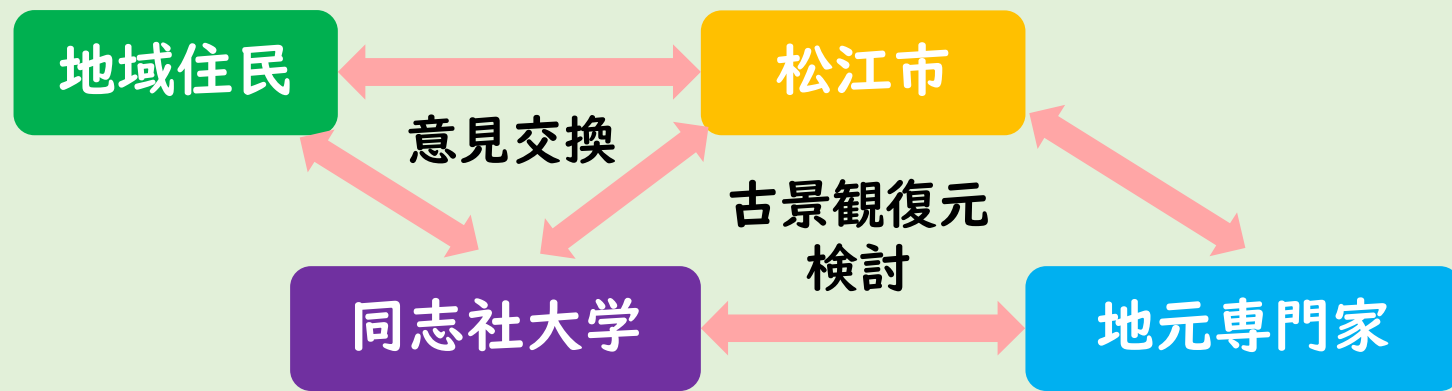 地域住民
松江市
意見交換
古景観復元
検討
同志社大学
地元専門家